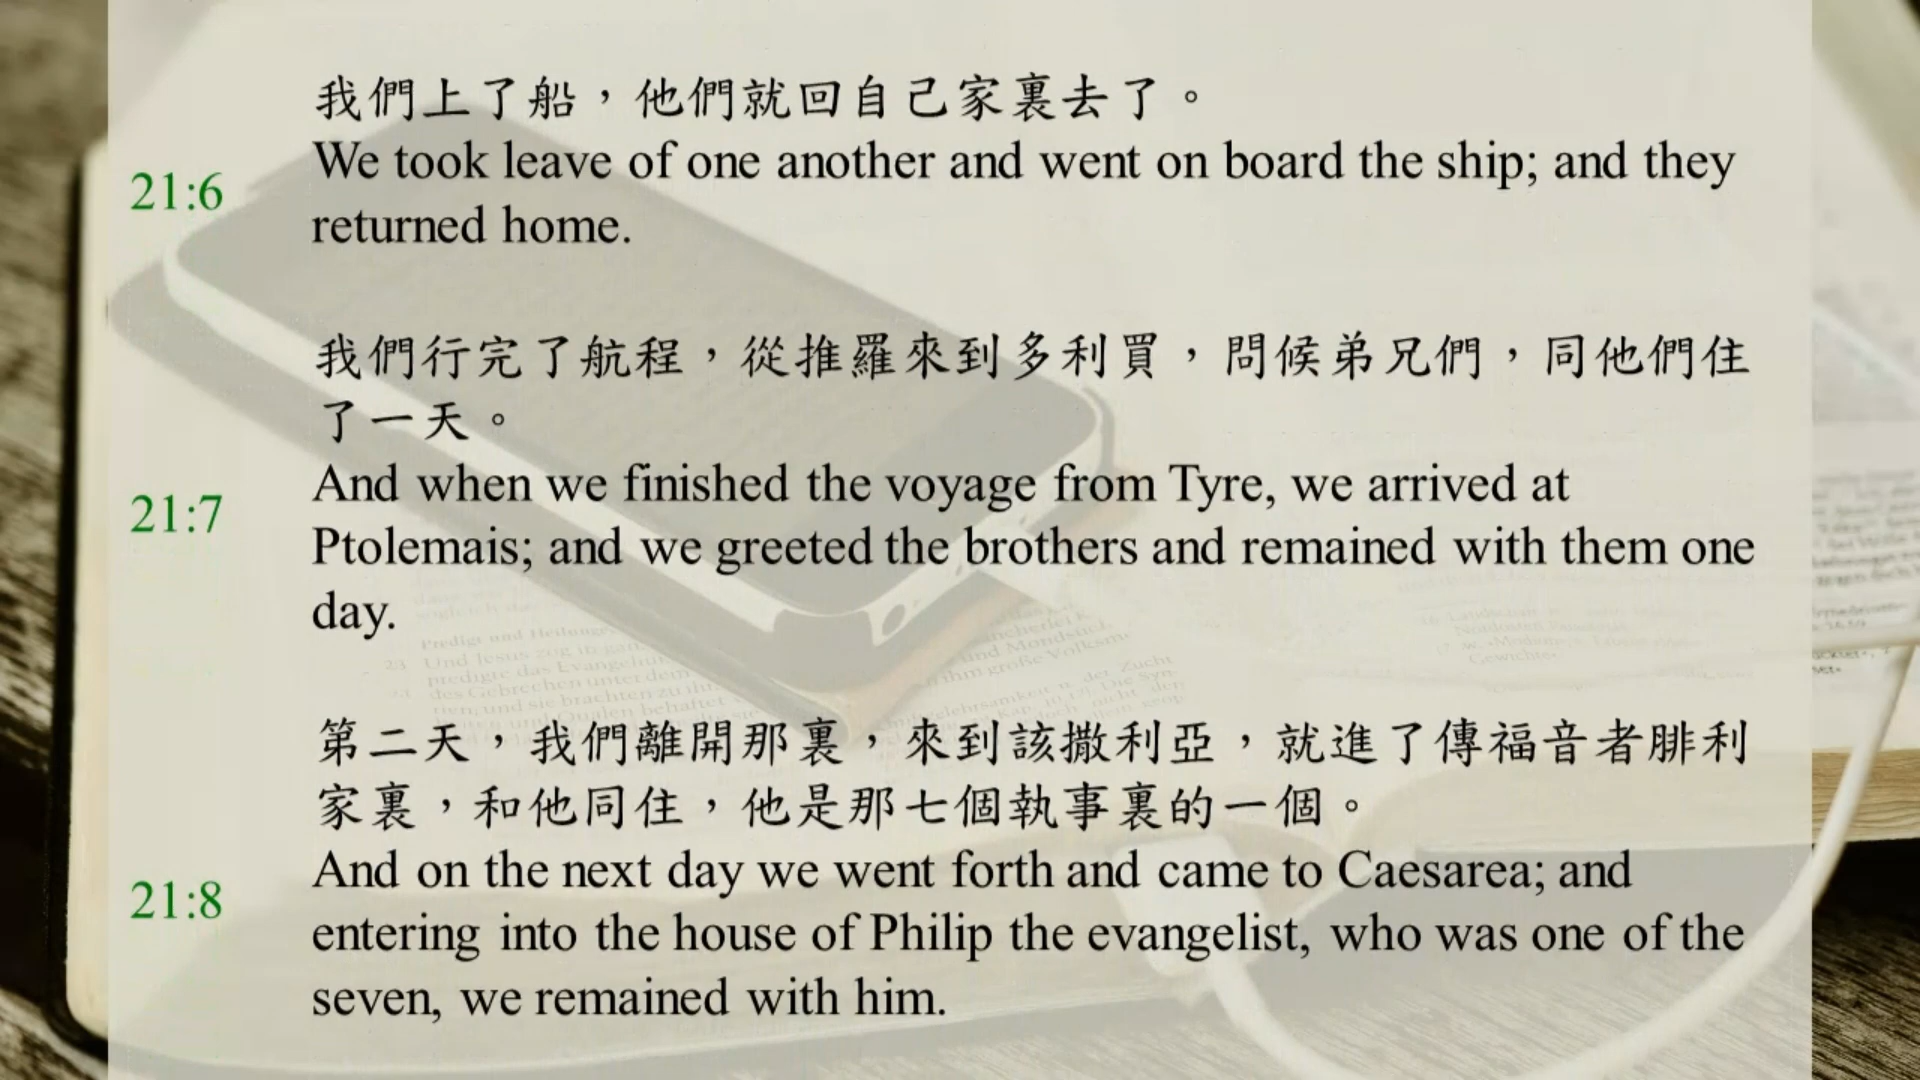 我們上了船，他們就回自己家裏去了。
21:6
We took leave of one another and went on board the ship; and they
returned home.
我們行完了航程，從推羅來到多利買，問候弟兄們，同他們住
了一天。
21:7
And when we finished the voyage from Tyre, we arrived at
Ptolemais; and we greeted the brothers and remained with them one
day.
第二天，我們離開那裏，來到該撒利亞，就進了傳福音者腓利
家裏，和他同住，他是那七個執事裏的一個。
21:8
And on the next day we went forth and came to Caesarea; and
entering into the house of Philip the evangelist, who was one of the
seven, we remained with him.